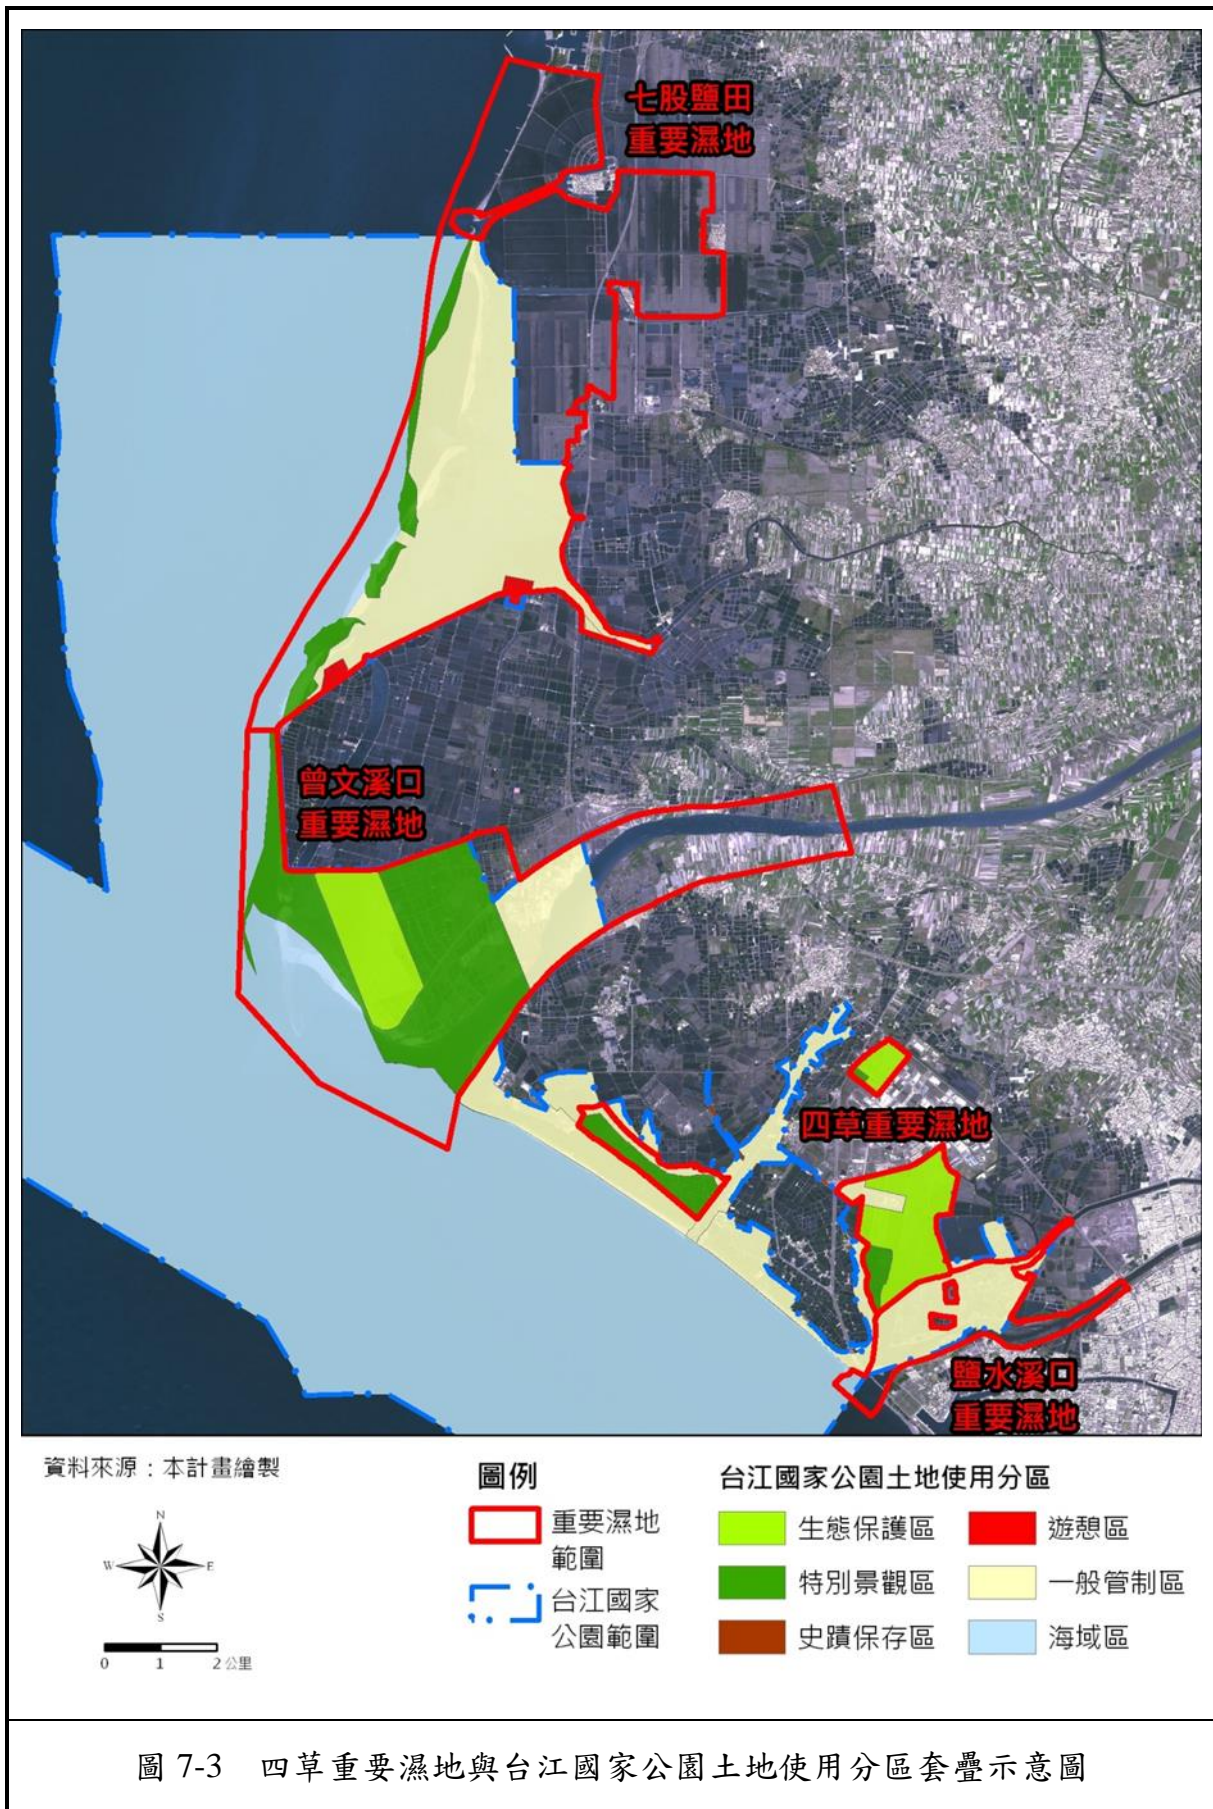 七股鹽田
重要濕地
曾文溪口
重要濕地
四草重要濕地
鹽水溪口
重要濕地
資料來源：本計畫繪製
N
W
E
S
0 1 2 公里
圖例
重要濕地
範圍
台江國家
公園範圍
台江國家公園土地使用分區
生態保護區
遊憩區
特別景觀區
一般管制區
史蹟保存區
海域區
圖 7-3 四草重要濕地與台江國家公園土地使用分區套疊示意圖